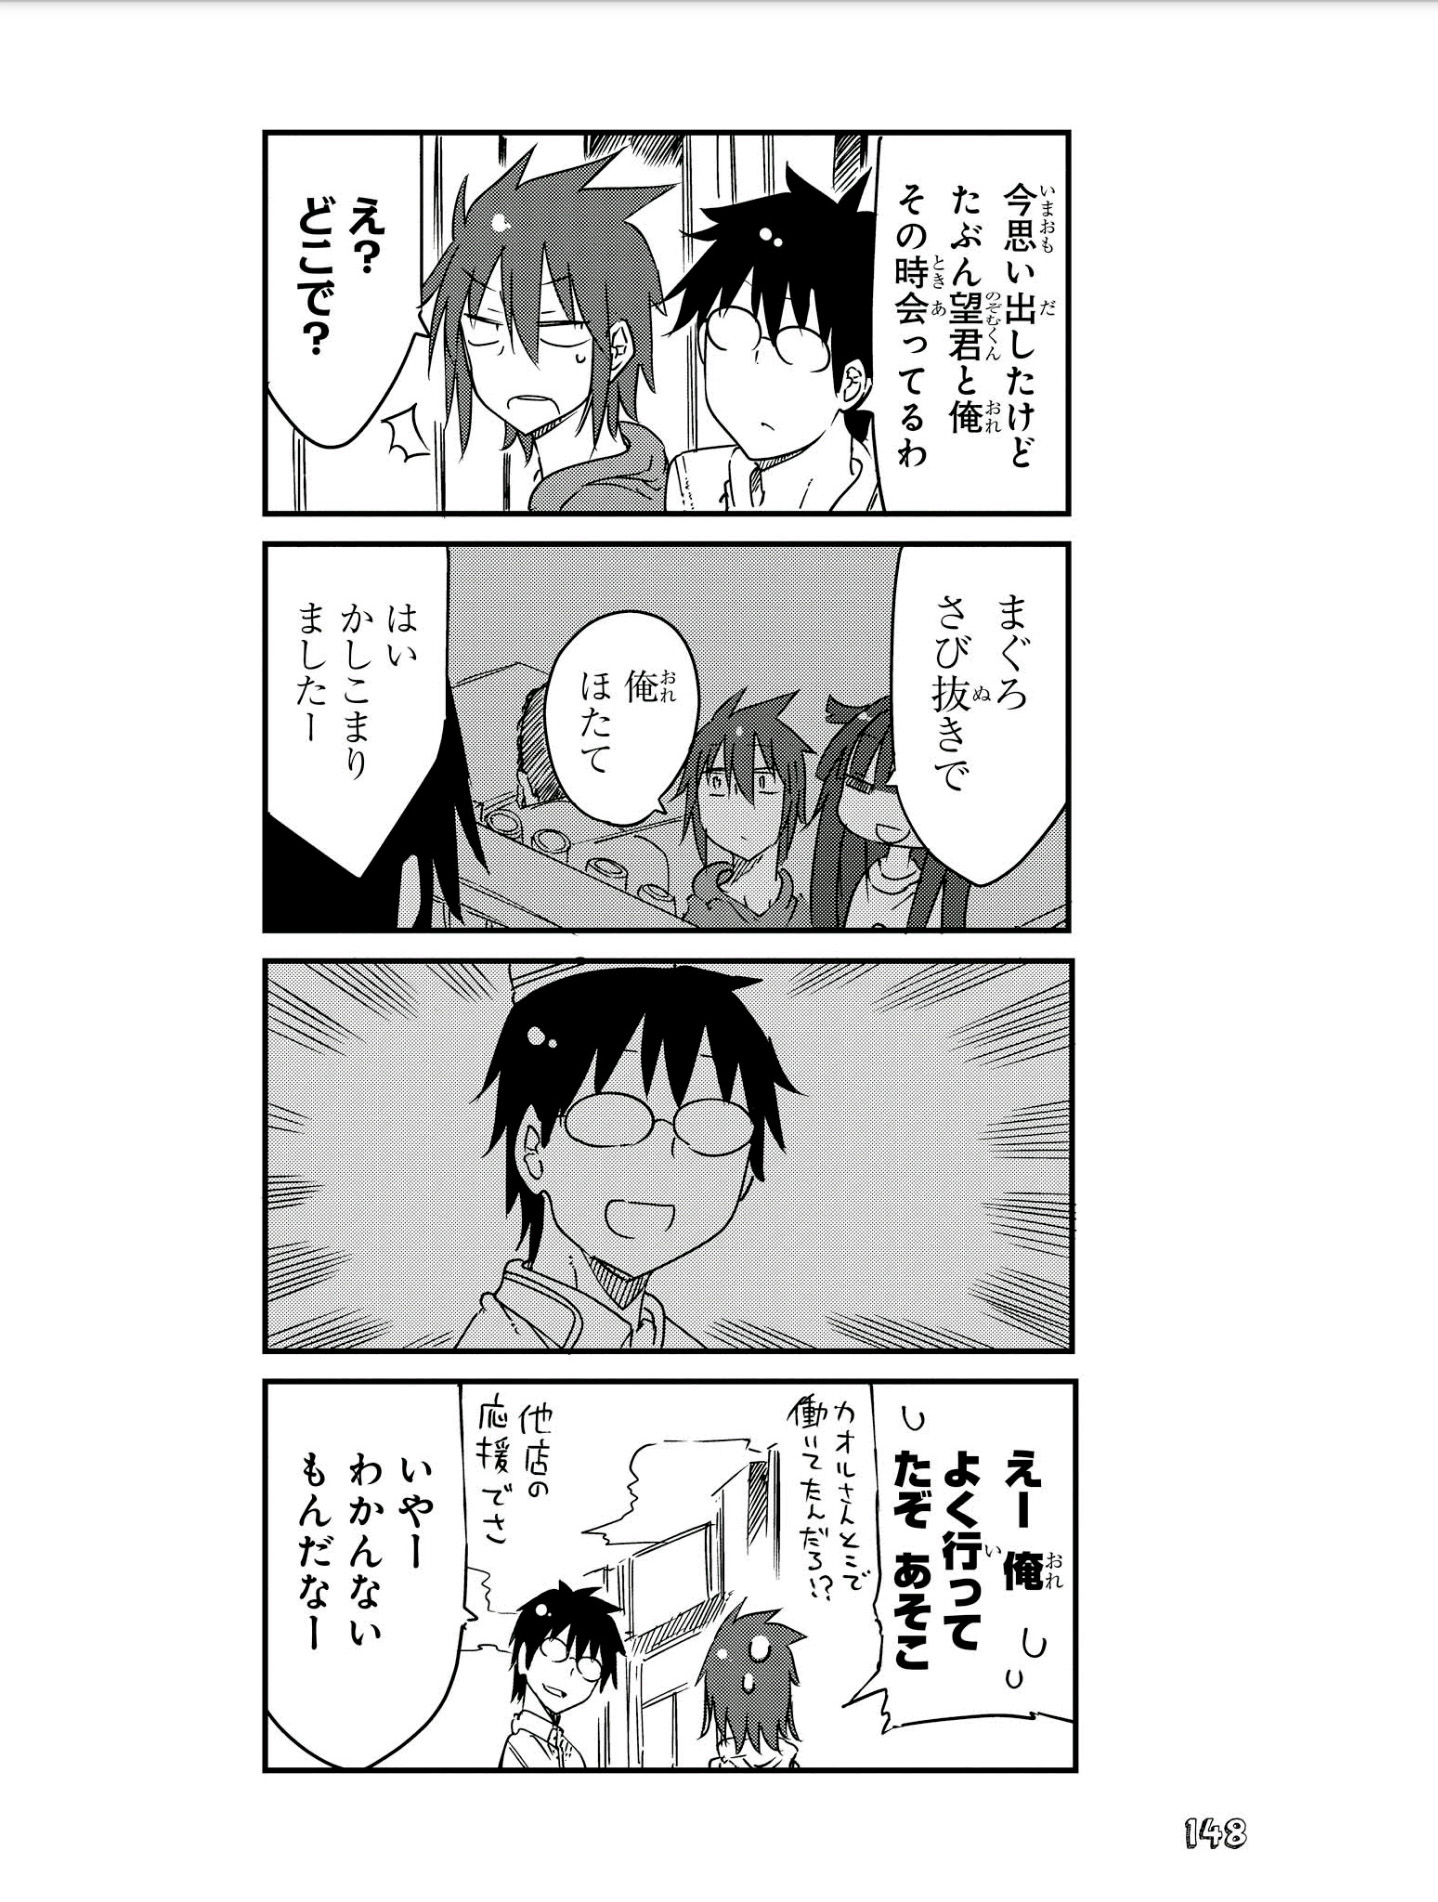 今思い出したけど
たぶん望君と俺
その時会ってるわ
え?
どこで?
まぐろ
さび抜きで
俺
ほたて
はい
かしこまり
ましたー
えー 俺
よく行って
たぞ あそこ
カオルさんとこで
働いてたんだろ!?
他店の
応援でさ
いやー
わかんない
もんだなー
148